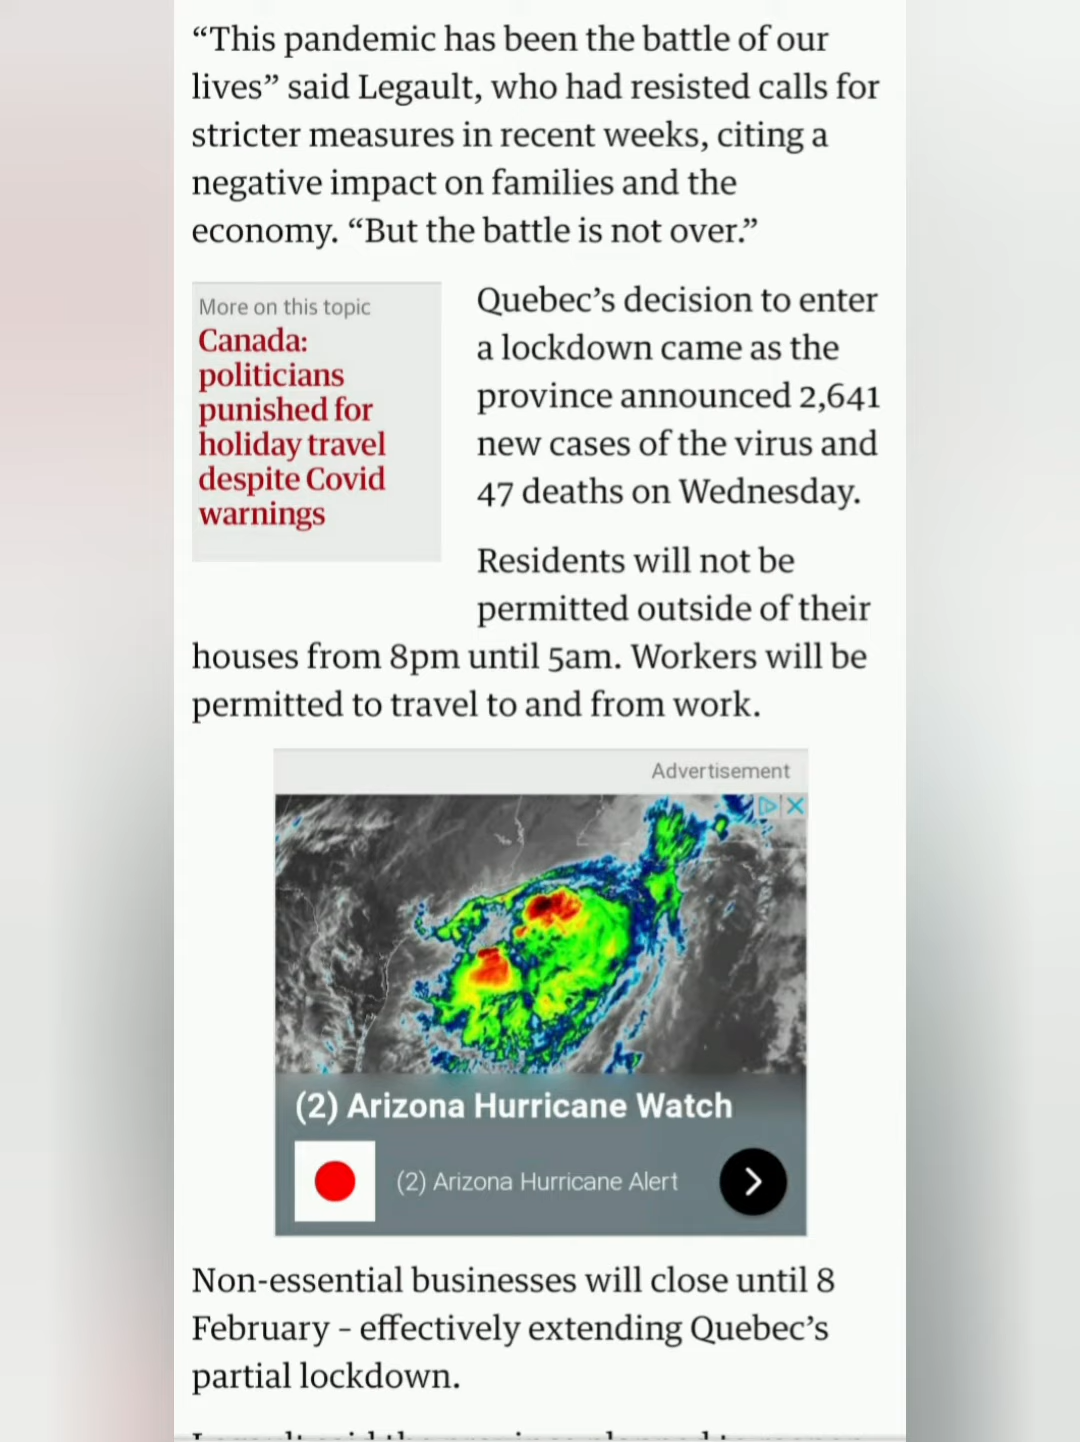 “This pandemic has been the battle of our
lives” said Legault, who had resisted calls for
stricter measures in recent weeks, citing a
negative impact on families and the
economy. “But the battle is not over.”
More on this topic
Canada:
politicians
punished for
holiday travel
despite Covid
warnings
Quebec’s decision to enter
a lockdown came as the
province announced 2,641
new cases of the virus and
47 deaths on Wednesday.
Residents will not be
permitted outside of their
houses from 8pm until 5am. Workers will be
permitted to travel to and from work.
Advertisement
(2) Arizona Hurricane Watch
(2) Arizona Hurricane Alert
Non-essential businesses will close until 8
February – effectively extending Quebec’s
partial lockdown.